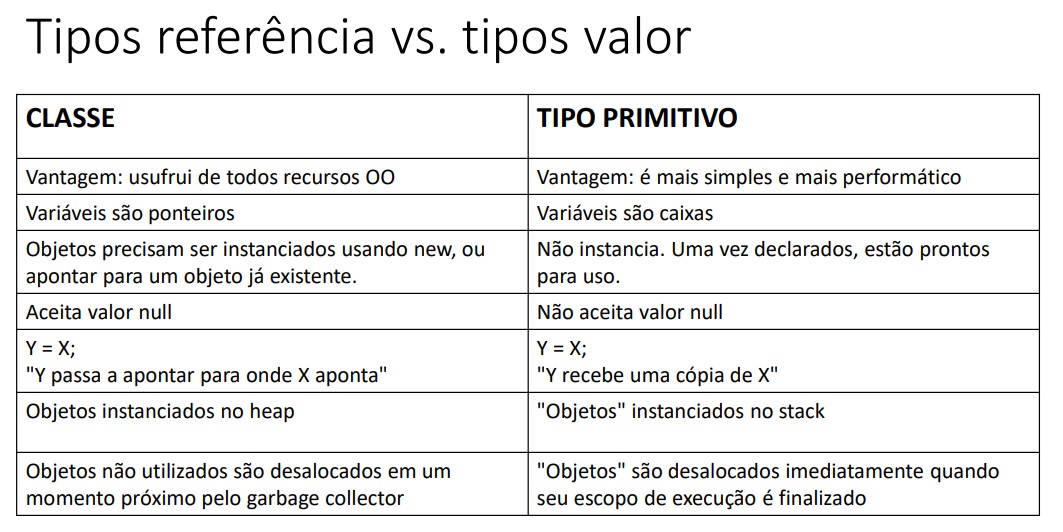 Tipos referência vs. tipos valor
CLASSE
TIPO PRIMITIVO
Vantagem: usufrui de todos recursos OO
Vantagem: é mais simples e mais performático
Variáveis são ponteiros
Variáveis são caixas
Objetos precisam ser instanciados usando new, ou
apontar para um objeto já existente.
Não instancia. Uma vez declarados, estão prontos
para uso.
Aceita valor null
Não aceita valor null
Y = X;
"Y passa a apontar para onde X aponta"
Y = X;
"Y recebe uma cópia de X"
Objetos instanciados no heap
"Objetos" instanciados no stack
Objetos não utilizados são desalocados em um
momento próximo pelo garbage collector
"Objetos" são desalocados imediatamente quando
seu escopo de execução é finalizado